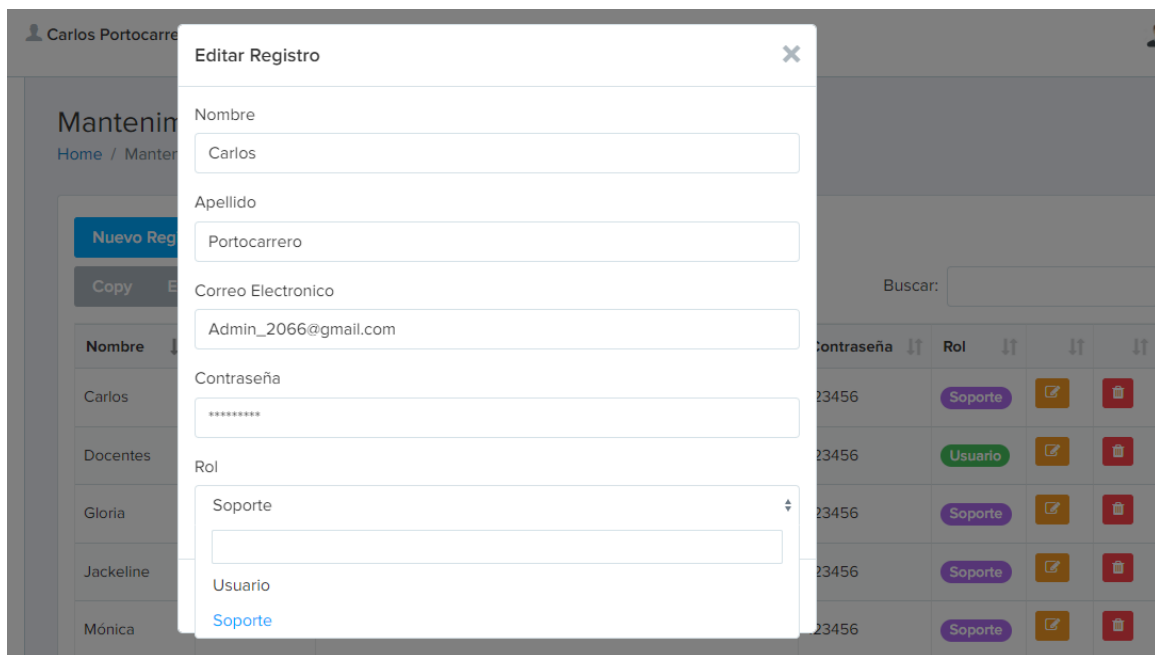 Carlos Portocarre
Editar Registro
Mantenim
Home / Manten
Nombre
Carlos
Apellido
Portocarrero
Nuevo Reg
Copy E
Buscar:
Correo Electronico
Admin_2066@gmail.com
Nombre
Contraseña Rol
Contraseña
*********
Carlos 23456 Soporte
Docentes 23456 Usuario
Rol
Soporte
Gloria 23456 Soporte
Jackeline 23456 Soporte
Usuario
Soporte
Mónica 23456 Soporte